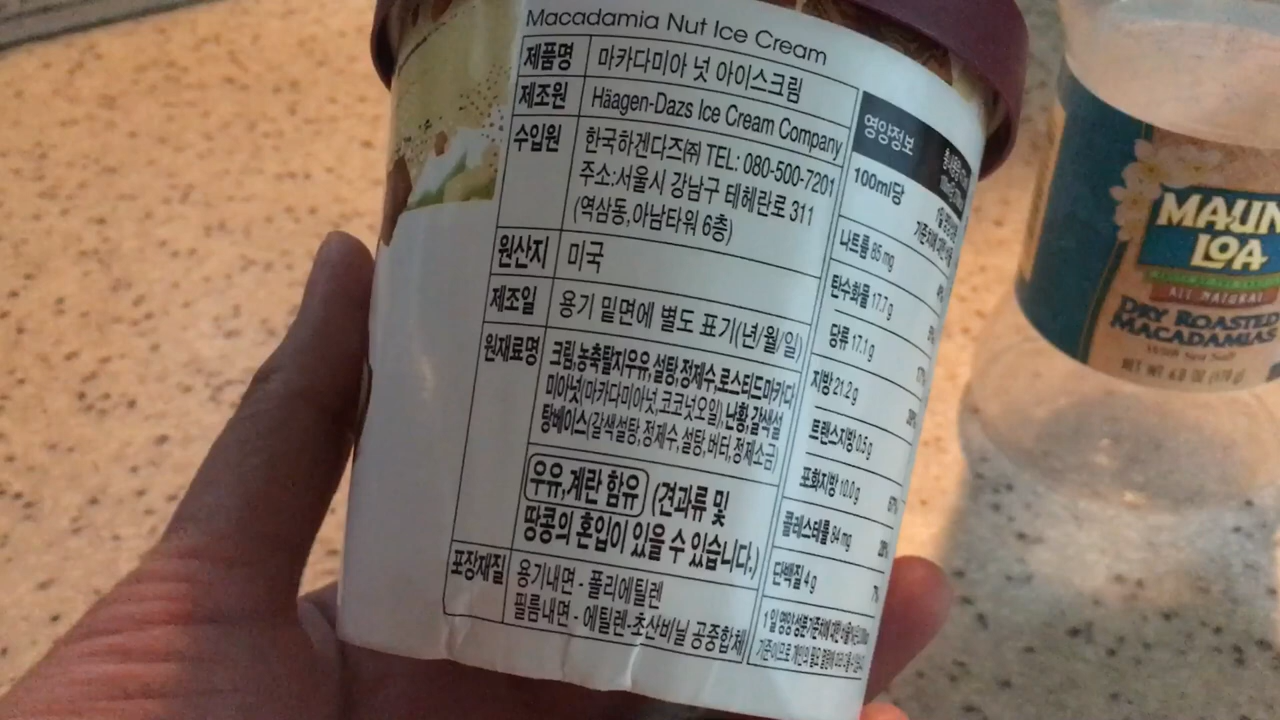 Macadamia Nut Ice Cream
제품명 마카다미아 넛 아이스크림
제조원 Häagen-Dazs Ice Cream Company
수입원 한국하겐다즈㈜ TEL: 080-500-7201
주소:서울시 강남구 테헤란로 311
(역삼동,아남타워 6층)
원산지 미국
제조일 용기 밑면에 별도 표기(년/월/일)
원재료명 크림,농축탈지우유,설탕,정제수,로스티드마카다
미아넛(마카다미아넛,코코넛오일),난황,갈색설
탕베이스(갈색설탕,정제수,설탕,버터,정제소금)
우유,계란 함유 (견과류 및
땅콩의 혼입이 있을 수 있습니다.)
포장재질 용기내면 - 폴리에틸렌
필름내면 - 에틸렌-초산비닐 공중합체
영양정보
100ml당
나트륨 85 mg
탄수화물 17.7 g
당류 17.1 g
지방 21.2 g
트랜스지방 0.5 g
포화지방 10.0 g
콜레스테롤 84 mg
단백질 4 g 7%
MAUN
LOA
ALL NATURAL
DRY ROASTED
MACADAMIAS
NET WT 6.0 OZ (170 g)